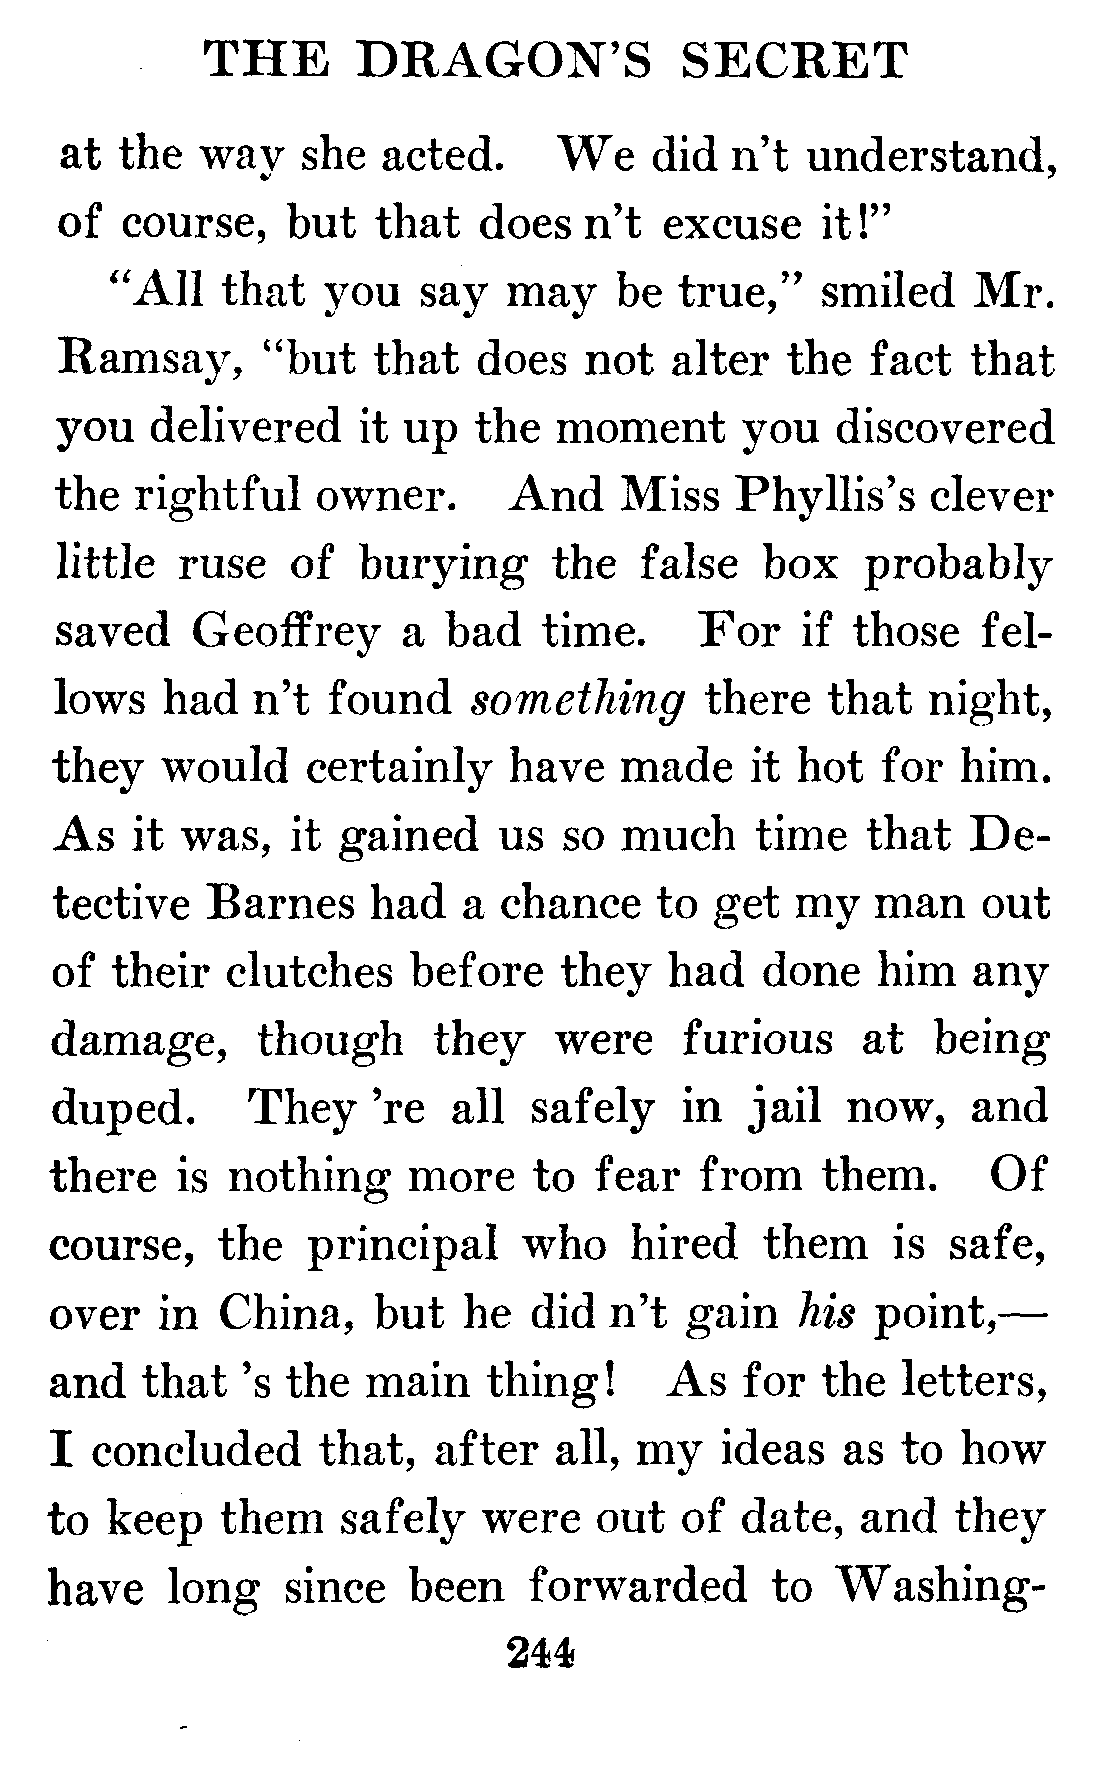 THE DRAGON'S SECRET
at the way she acted. We did n't understand,
of course, but that does n't excuse it!"
"All that you say may be true," smiled Mr.
Ramsay, "but that does not alter the fact that
you delivered it up the moment you discovered
the rightful owner. And Miss Phyllis's clever
little ruse of burying the false box probably
saved Geoffrey a bad time. For if those fel-
lows had n't found something there that night,
they would certainly have made it hot for him.
As it was, it gained us so much time that De-
tective Barnes had a chance to get my man out
of their clutches before they had done him any
damage, though they were furious at being
duped. They 're all safely in jail now, and
there is nothing more to fear from them. Of
course, the principal who hired them is safe,
over in China, but he did n't gain his point,—
and that 's the main thing! As for the letters,
I concluded that, after all, my ideas as to how
to keep them safely were out of date, and they
have long since been forwarded to Washing-
244